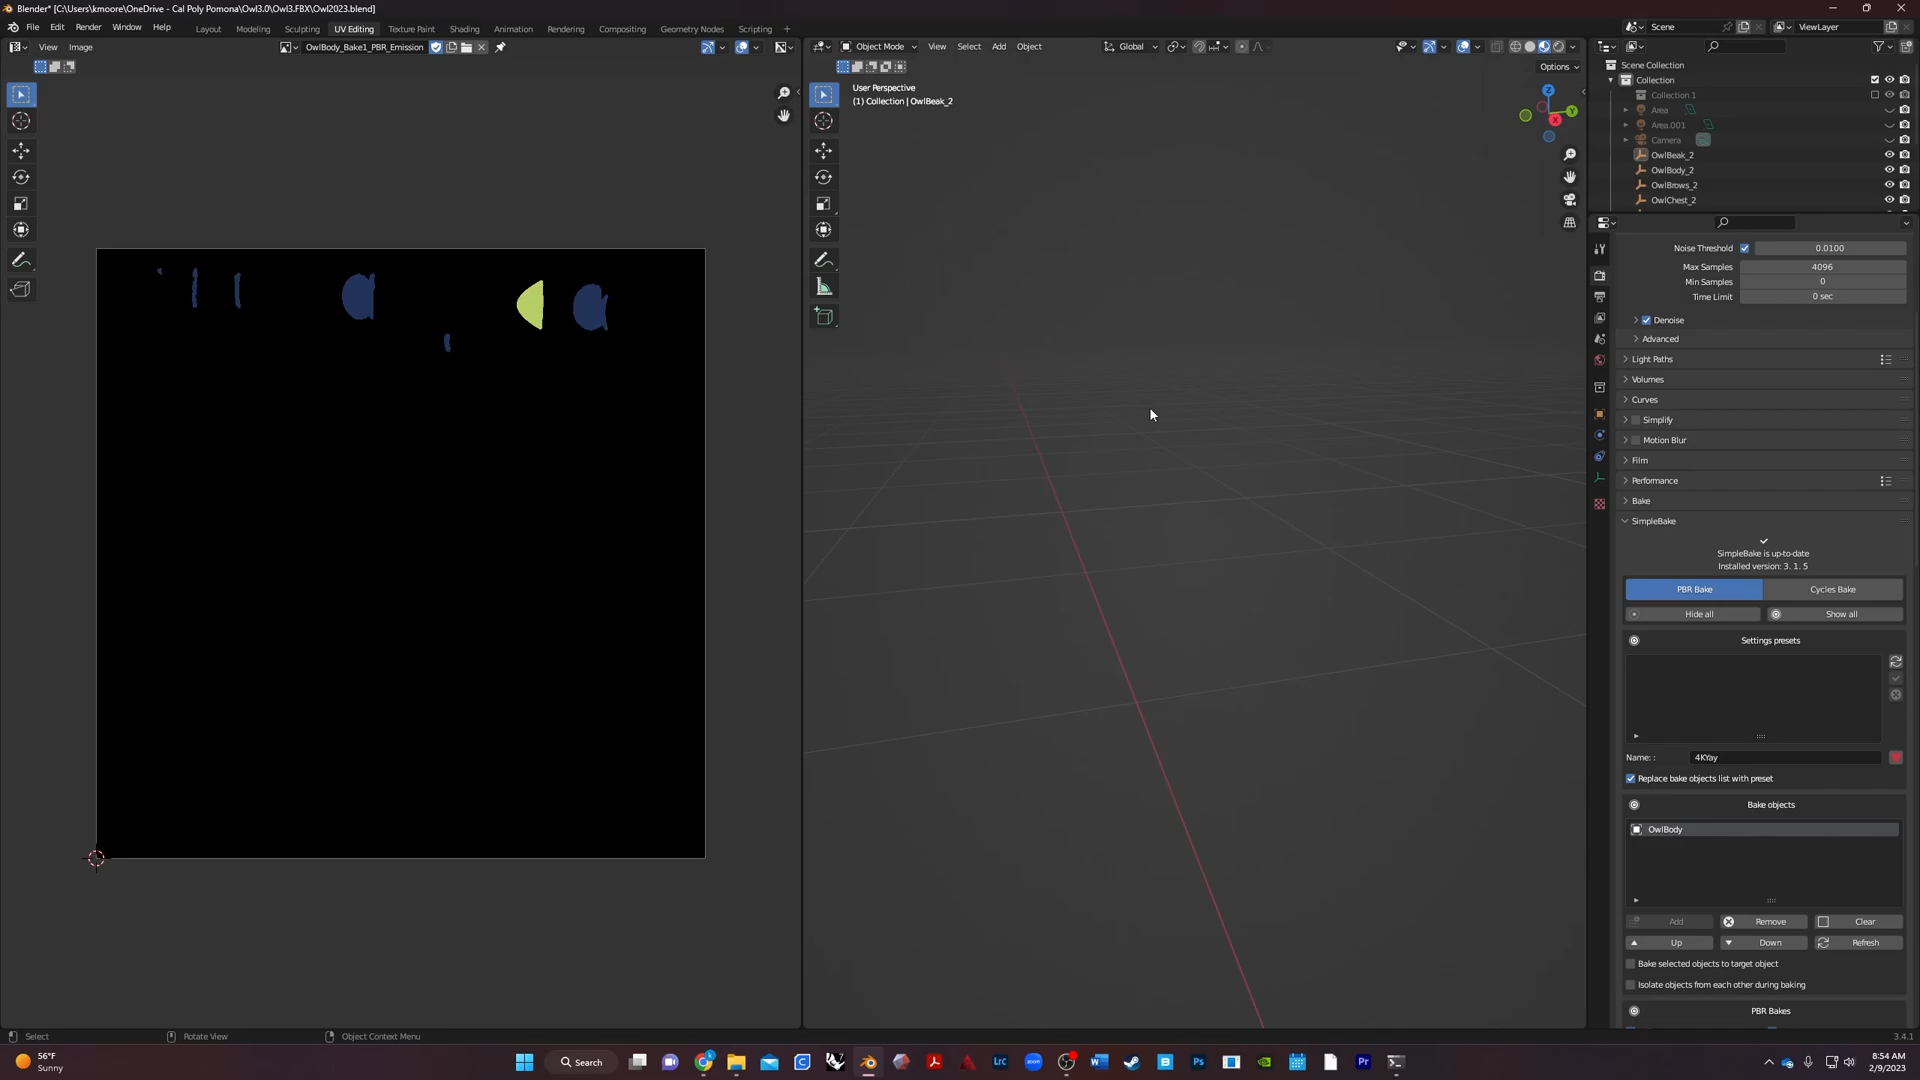 Blender* [C:\Users\kmoore\OneDrive - Cal Poly Pomona\Owl3.0\Owl3.FBX\Owl2023.blend]
File Edit Render Window Help Layout Modeling Sculpting UV Editing Texture Paint Shading Animation Rendering Compositing Geometry Nodes Scripting + Scene ViewLayer
View Image OwlBody_Bake1_PBR_Emission Object Mode View Select Add Object Global
Options
User Perspective
(1) Collection | OwlBeak_2
Z
Y
X
Scene Collection
Collection
Collection 1
Area
Area.001
Camera
OwlBeak_2
OwlBody_2
OwlBrows_2
OwlChest_2
Noise Threshold 0.0100
Max Samples 4096
Min Samples 0
Time Limit 0 sec
Denoise
Advanced
Light Paths
Volumes
Curves
Simplify
Motion Blur
Film
Performance
Bake
SimpleBake
SimpleBake is up-to-date
Installed version: 3. 1. 5
PBR Bake Cycles Bake
Hide all Show all
Settings presets
Name: : 4KYay
Replace bake objects list with preset
Bake objects
OwlBody
Add Remove Clear
Up Down Refresh
Bake selected objects to target object
Isolate objects from each other during baking
PBR Bakes
Select Rotate View Object Context Menu 3.4.1
56°F
Sunny
Search
Lrc
zoom
Ps
Pr
8:54 AM
2/9/2023